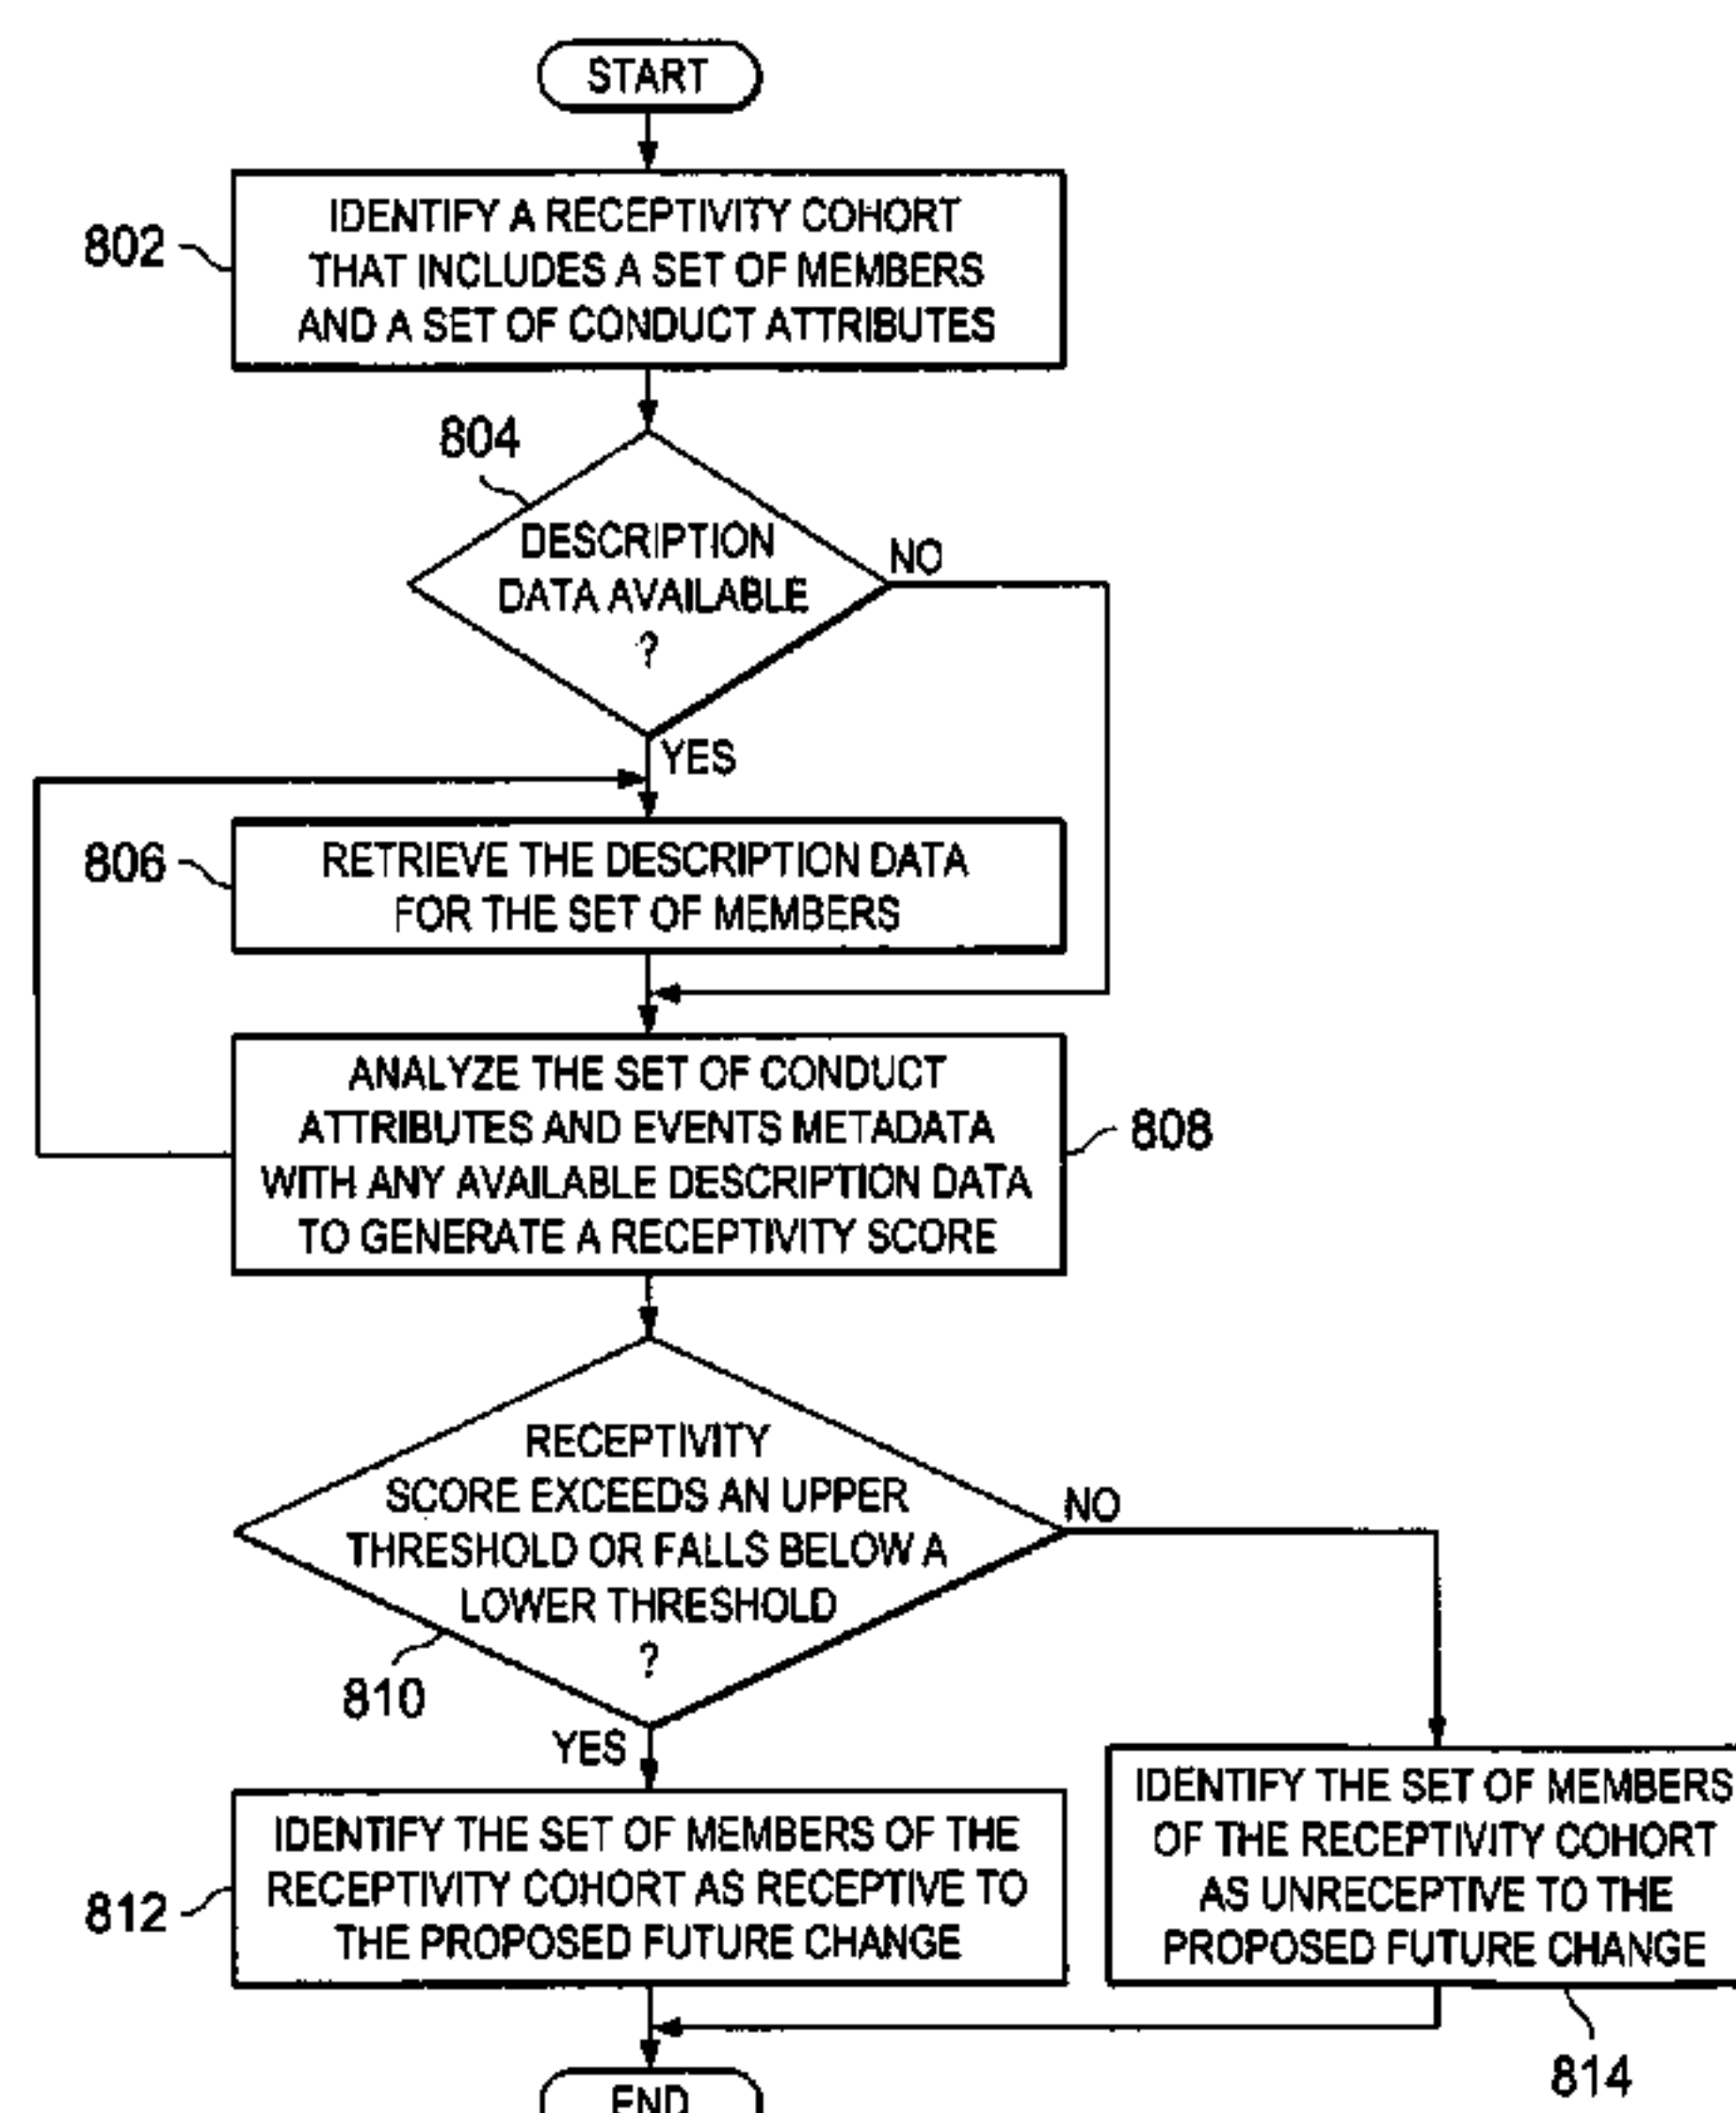 START
802
IDENTIFY A RECEPTIVITY COHORT
THAT INCLUDES A SET OF MEMBERS
AND A SET OF CONDUCT ATTRIBUTES
804
DESCRIPTION
DATA AVAILABLE
?
NO
YES
806
RETRIEVE THE DESCRIPTION DATA
FOR THE SET OF MEMBERS
ANALYZE THE SET OF CONDUCT
ATTRIBUTES AND EVENTS METADATA
WITH ANY AVAILABLE DESCRIPTION DATA
TO GENERATE A RECEPTIVITY SCORE
808
RECEPTIVITY
SCORE EXCEEDS AN UPPER
THRESHOLD OR FALLS BELOW A
LOWER THRESHOLD
?
NO
810
YES
812
IDENTIFY THE SET OF MEMBERS OF THE
RECEPTIVITY COHORT AS RECEPTIVE TO
THE PROPOSED FUTURE CHANGE
IDENTIFY THE SET OF MEMBERS
OF THE RECEPTIVITY COHORT
AS UNRECEPTIVE TO THE
PROPOSED FUTURE CHANGE
814
END